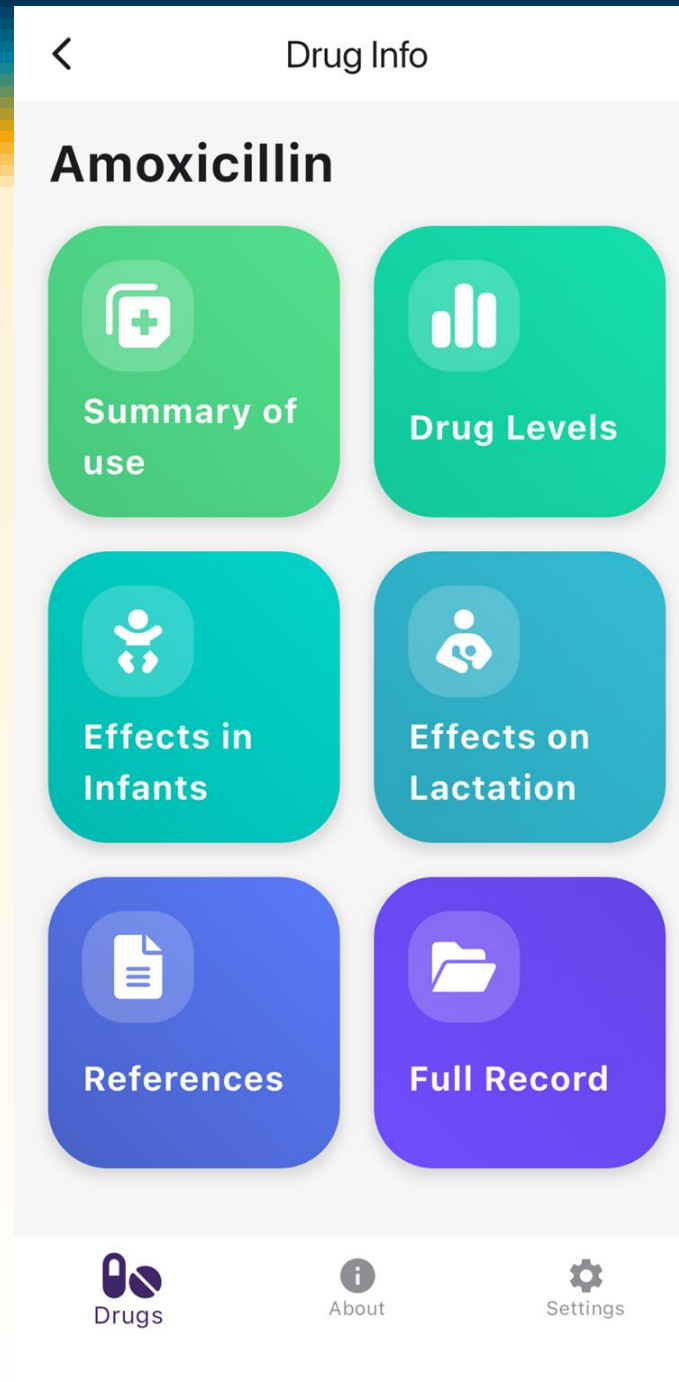 Drug Info
Amoxicillin
Summary of
use
Drug Levels
Effects in
Infants
Effects on
Lactation
References
Full Record
Drugs
About
Settings